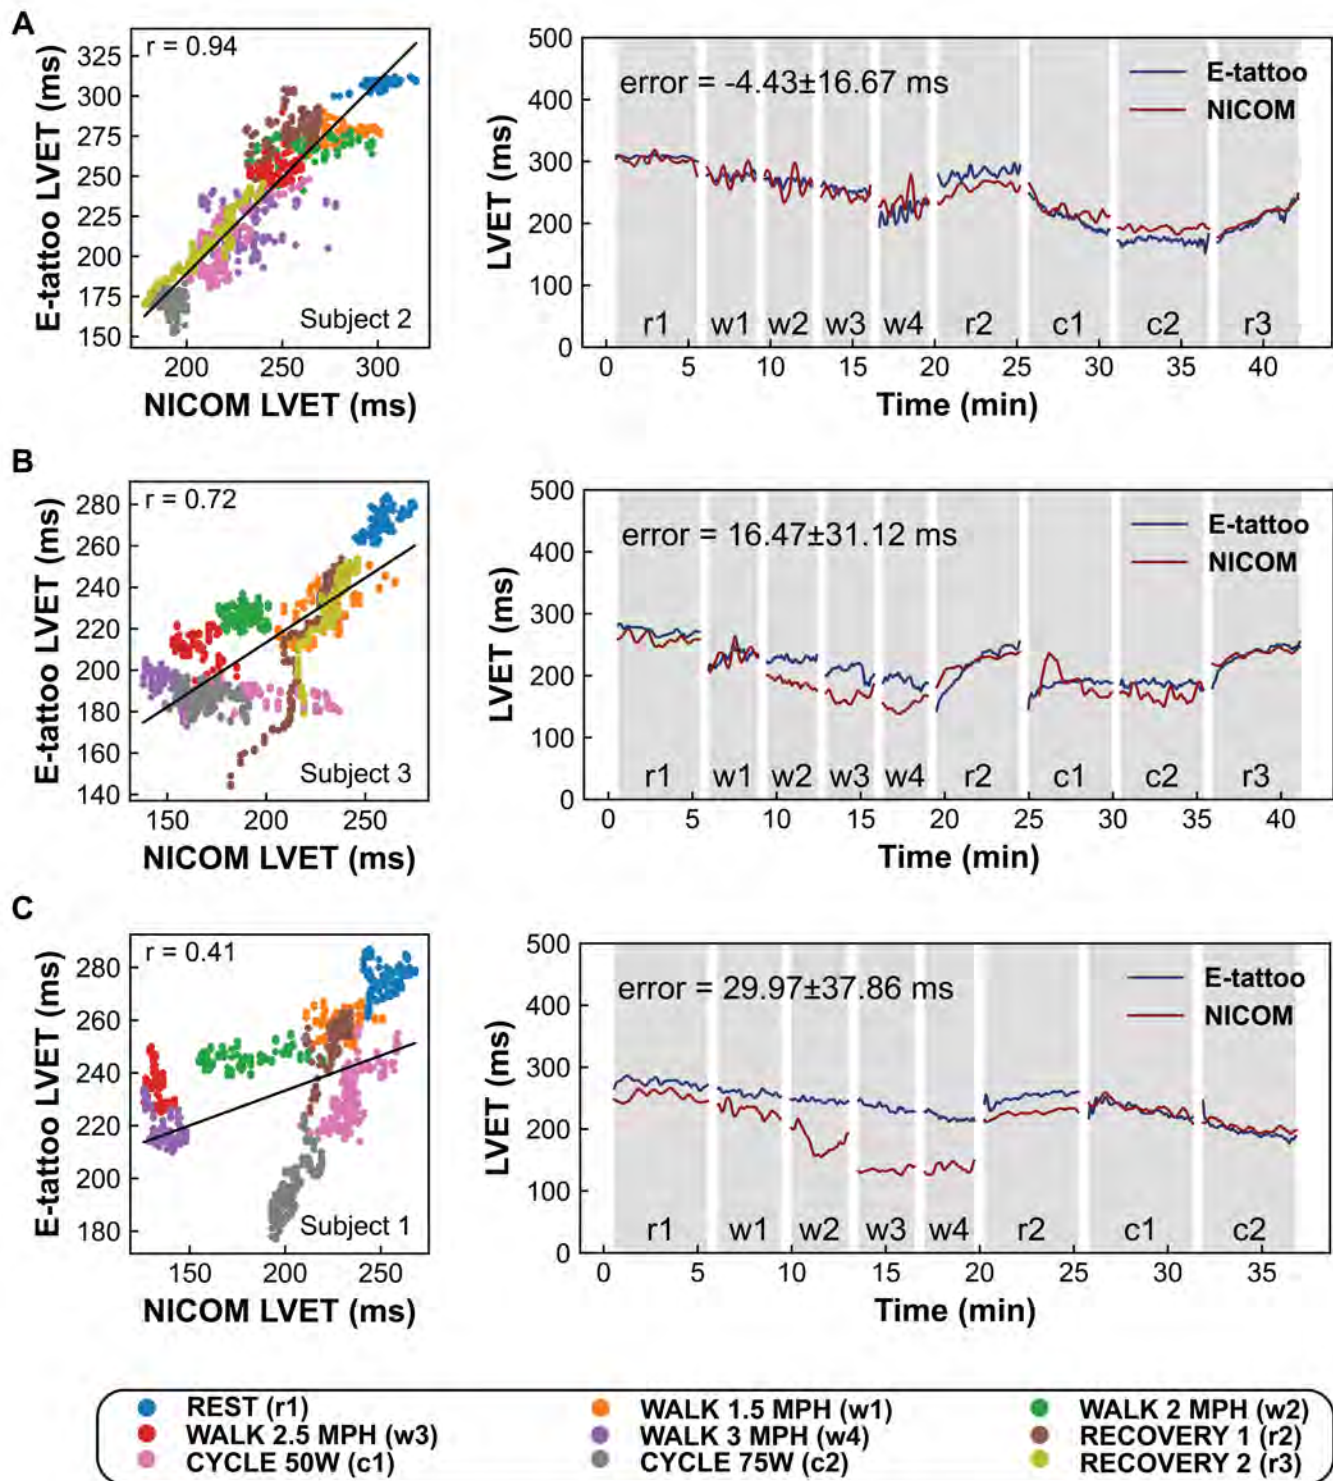 A
E-tattoo LVET (ms)
325
300
275
250
225
200
175
150
r = 0.94
Subject 2
200
250
300
NICOM LVET (ms)
LVET (ms)
500
400
300
200
100
0
error = -4.43±16.67 ms
E-tattoo
NICOM
r1 w1 w2 w3 w4 r2 c1 c2 r3
0 5 10 15 20 25 30 35 40
Time (min)
B
E-tattoo LVET (ms)
280
260
240
220
200
180
160
140
r = 0.72
Subject 3
150 200 250
NICOM LVET (ms)
LVET (ms)
500
400
300
200
100
0
error = 16.47±31.12 ms
E-tattoo
NICOM
r1 w1 w2 w3 w4 r2 c1 c2 r3
0 5 10 15 20 25 30 35 40
Time (min)
C
E-tattoo LVET (ms)
280
260
240
220
200
180
r = 0.41
Subject 1
150 200 250
NICOM LVET (ms)
LVET (ms)
500
400
300
200
100
0
error = 29.97±37.86 ms
E-tattoo
NICOM
r1 w1 w2 w3 w4 r2 c1 c2
0 5 10 15 20 25 30 35
Time (min)
REST (r1) WALK 1.5 MPH (w1) WALK 2 MPH (w2)
WALK 2.5 MPH (w3) WALK 3 MPH (w4) RECOVERY 1 (r2)
CYCLE 50W (c1) CYCLE 75W (c2) RECOVERY 2 (r3)